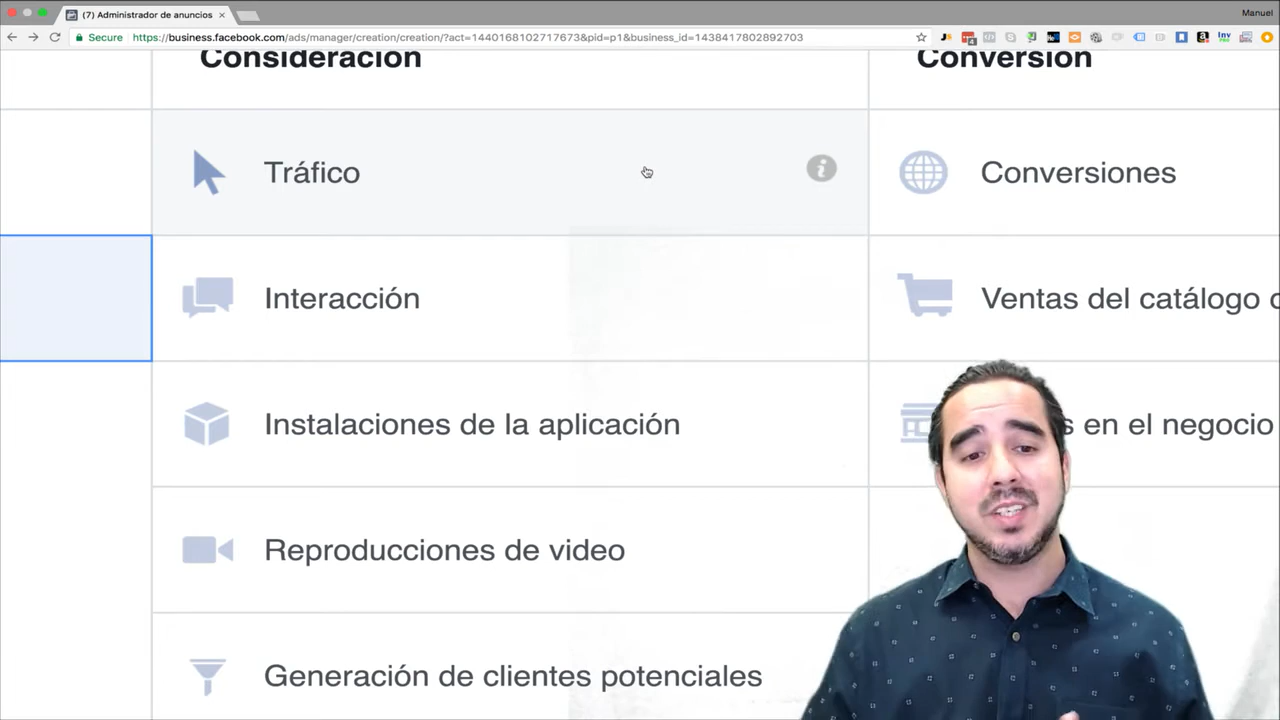 (7) Administrador de anuncios
Manuel
Secure
https://business.facebook.com/ads/manager/creation/creation/?act=1440168102717673&pid=p1&business_id=1438417802892703
Consideración
Conversión
Tráfico
Conversiones
Interacción
Ventas del catálogo
Instalaciones de la aplicación
s en el negocio
Reproducciones de video
Generación de clientes potenciales